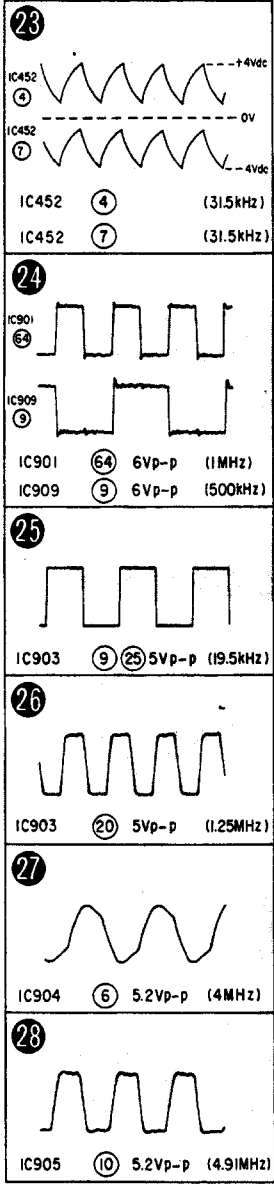 23
+4Vdc
IC452
4
0V
IC452
7
-4Vdc
IC452 4 (31.5kHz)
IC452 7 (31.5kHz)
24
IC901
64
IC909
9
IC901 64 6Vp-p (1MHz)
IC909 9 6Vp-p (500kHz)
25
IC903 9 25 5Vp-p (19.5kHz)
26
IC903 20 5Vp-p (1.25MHz)
27
IC904 6 5.2Vp-p (4MHz)
28
IC905 10 5.2Vp-p (4.91MHz)